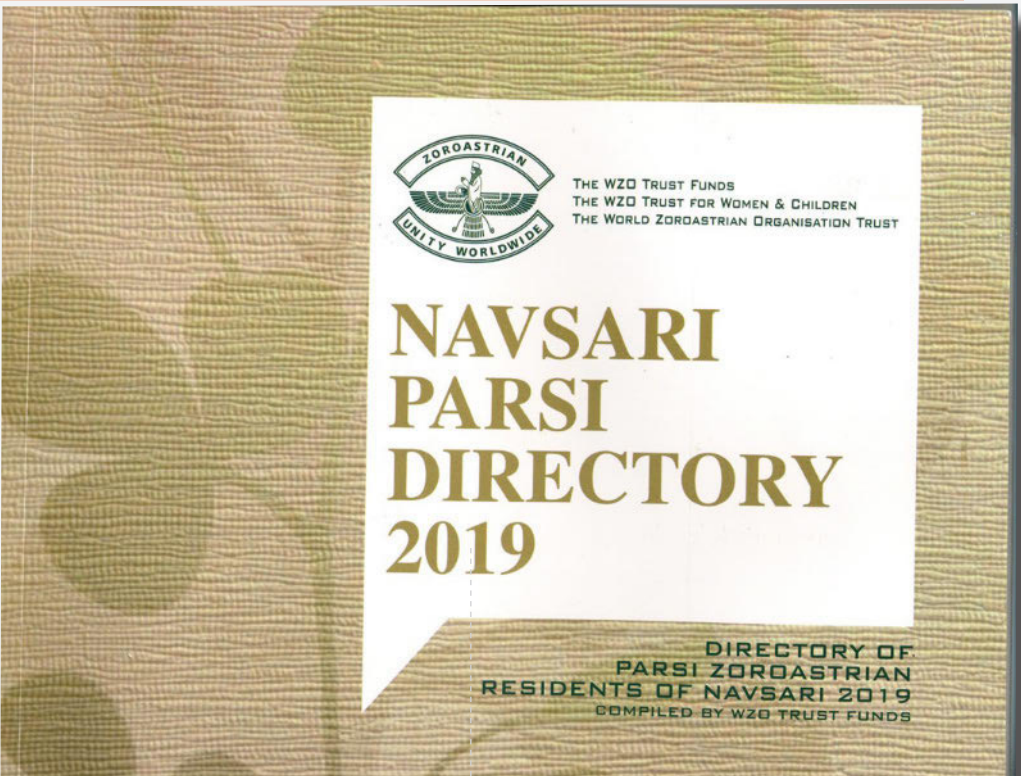 ZOROASTRIAN
UNITY WORLDWIDE
THE WZO TRUST FUNDS
THE WZO TRUST FOR WOMEN & CHILDREN
THE WORLD ZOROASTRIAN ORGANISATION TRUST
NAVSARI
PARSI
DIRECTORY
2019
DIRECTORY OF
PARSI ZOROASTRIAN
RESIDENTS OF NAVSARI 2019
COMPILED BY WZO TRUST FUNDS